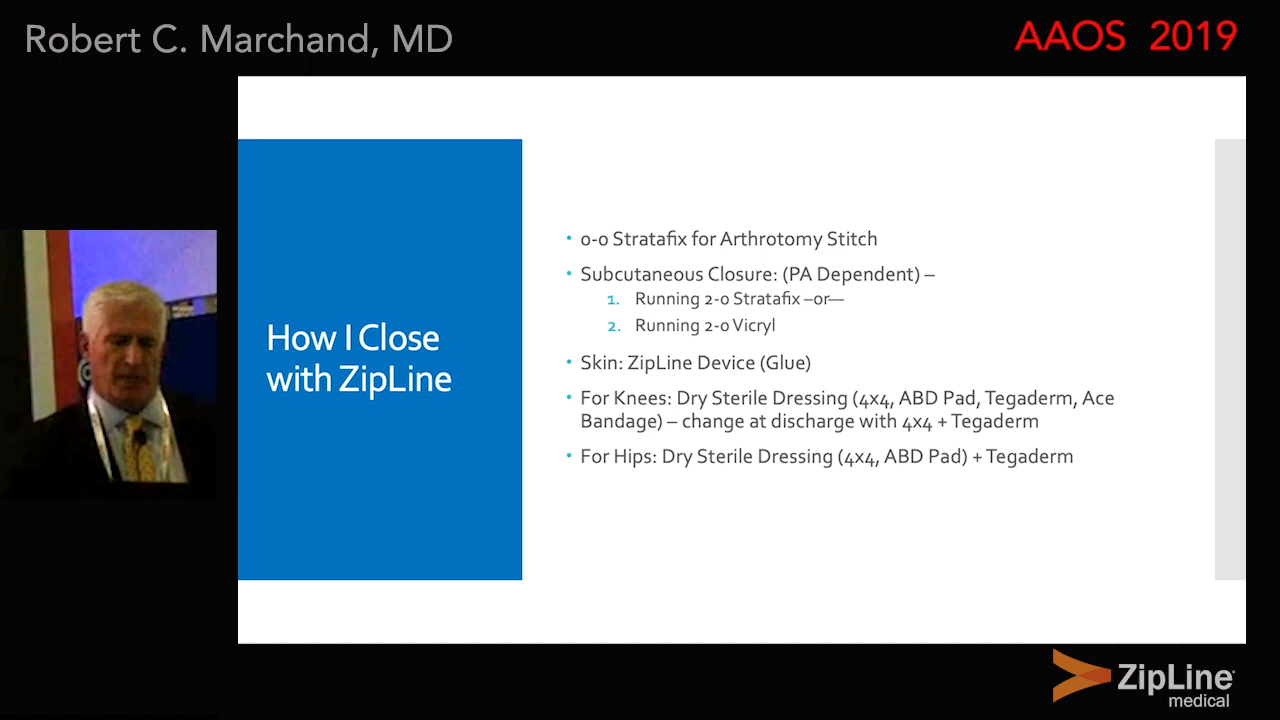 Robert C. Marchand, MD
AAOS 2019
How I Close
with ZipLine
• 0-0 Stratafix for Arthrotomy Stitch
• Subcutaneous Closure: (PA Dependent) –
1. Running 2-0 Stratafix –or—
2. Running 2-0 Vicryl
• Skin: ZipLine Device (Glue)
• For Knees: Dry Sterile Dressing (4x4, ABD Pad, Tegaderm, Ace
Bandage) – change at discharge with 4x4 + Tegaderm
• For Hips: Dry Sterile Dressing (4x4, ABD Pad) + Tegaderm
ZipLine
medical